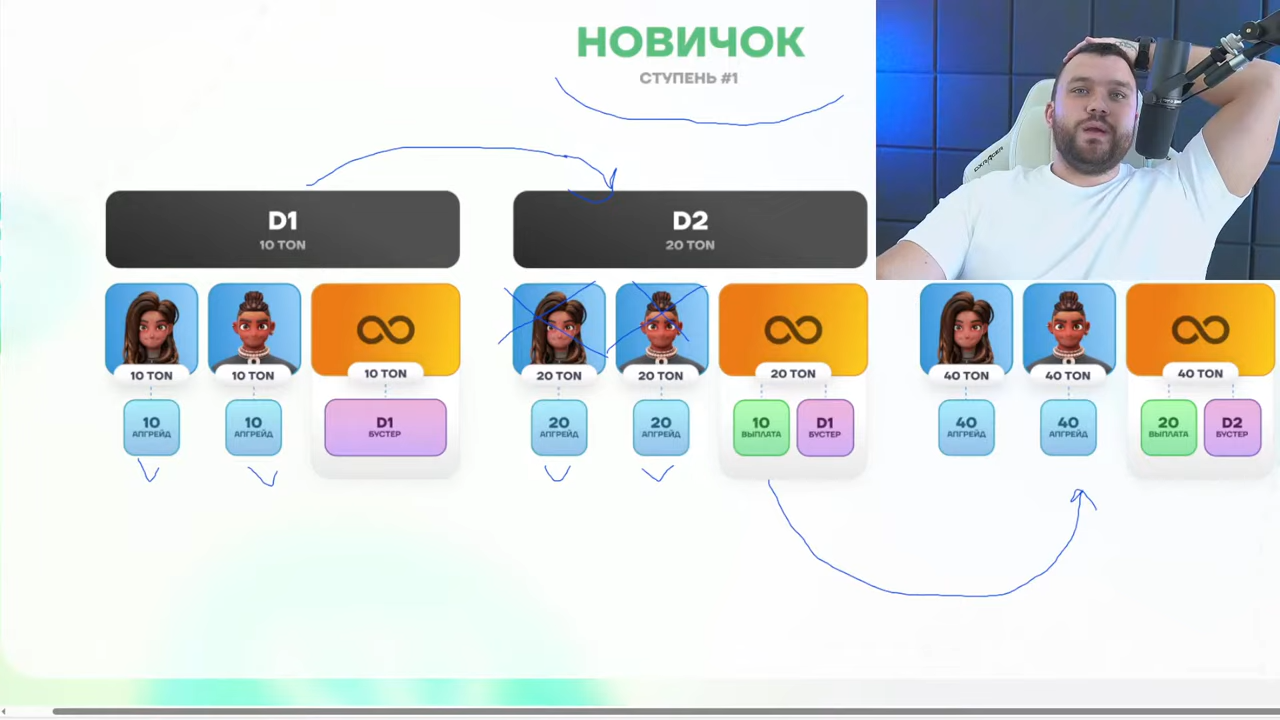 НОВИЧОК
СТУПЕНЬ #1
D1
10 TON
D2
20 TON
10 TON
10 TON
10 TON
20 TON
20 TON
20 TON
40 TON
40 TON
40 TON
10
АПГРЕЙД
10
АПГРЕЙД
D1
БУСТЕР
20
АПГРЕЙД
20
АПГРЕЙД
10
ВЫПЛАТА
D1
БУСТЕР
40
АПГРЕЙД
40
АПГРЕЙД
20
ВЫПЛАТА
D2
БУСТЕР